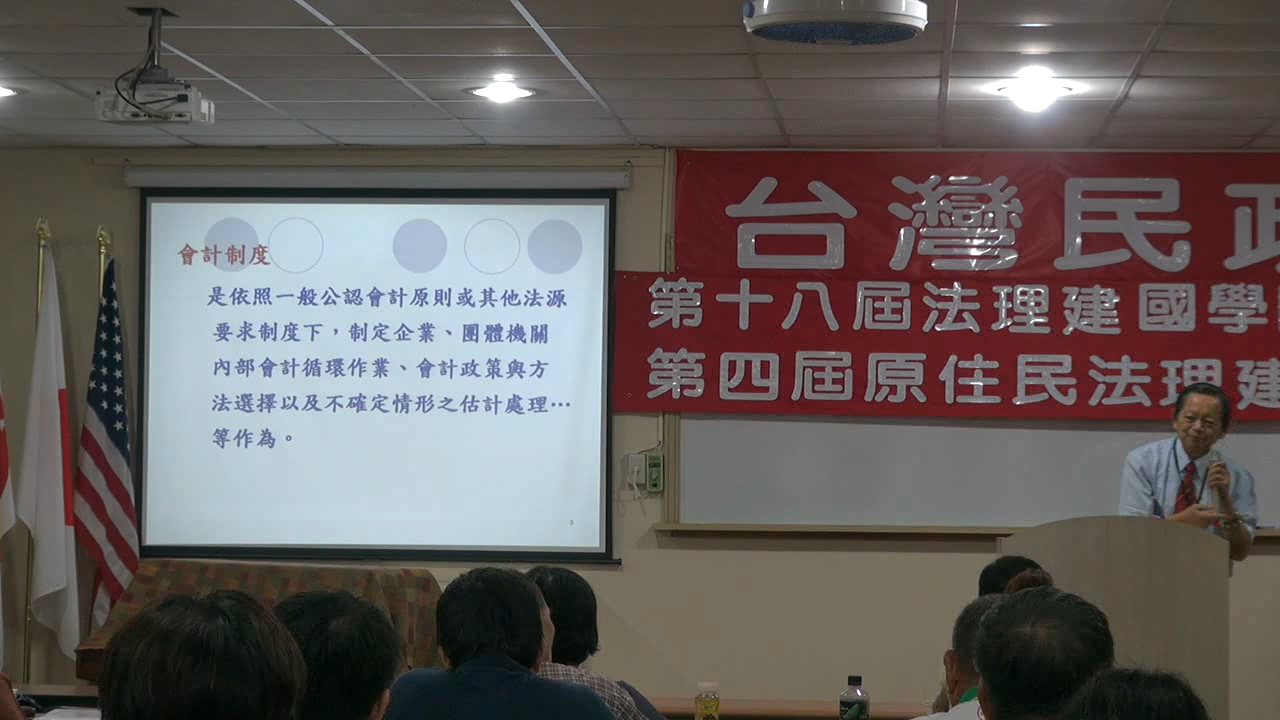 會計制度
是依照一般公認會計原則或其他法源
要求制度下，制定企業、團體機關
內部會計循環作業、會計政策與方
法選擇以及不確定情形之估計處理…
等作為。
3
台灣民政
第十八屆法理建國學
第四屆原住民法理建